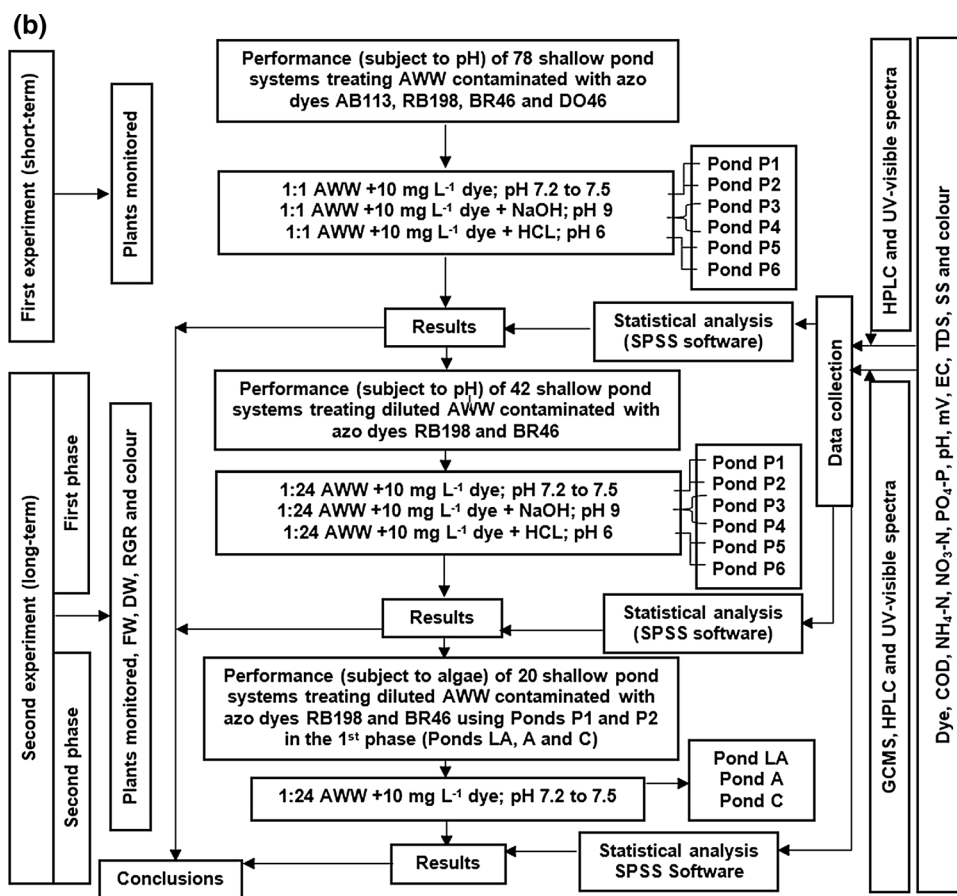 (b)
First experiment (short-term)
Plants monitored
Performance (subject to pH) of 78 shallow pond
systems treating AWW contaminated with azo
dyes AB113, RB198, BR46 and DO46
1:1 AWW +10 mg L⁻¹ dye; pH 7.2 to 7.5
1:1 AWW +10 mg L⁻¹ dye + NaOH; pH 9
1:1 AWW +10 mg L⁻¹ dye + HCL; pH 6
Pond P1
Pond P2
Pond P3
Pond P4
Pond P5
Pond P6
Results
Statistical analysis
(SPSS software)
Data collection
HPLC and UV-visible spectra
Dye, COD, NH₄-N, NO₃-N, PO₄-P, pH, mV, EC, TDS, SS and colour
Second experiment (long-term)
First phase
Second phase
Plants monitored, FW, DW, RGR and colour
Performance (subject to pH) of 42 shallow pond
systems treating diluted AWW contaminated with
azo dyes RB198 and BR46
1:24 AWW +10 mg L⁻¹ dye; pH 7.2 to 7.5
1:24 AWW +10 mg L⁻¹ dye + NaOH; pH 9
1:24 AWW +10 mg L⁻¹ dye + HCL; pH 6
Pond P1
Pond P2
Pond P3
Pond P4
Pond P5
Pond P6
GCMS, HPLC and UV-visible spectra
Results
Statistical analysis
(SPSS software)
Performance (subject to algae) of 20 shallow pond
systems treating diluted AWW contaminated with
azo dyes RB198 and BR46 using Ponds P1 and P2
in the 1ˢᵗ phase (Ponds LA, A and C)
1:24 AWW +10 mg L⁻¹ dye; pH 7.2 to 7.5
Pond LA
Pond A
Pond C
Results
Statistical analysis
SPSS Software
Conclusions